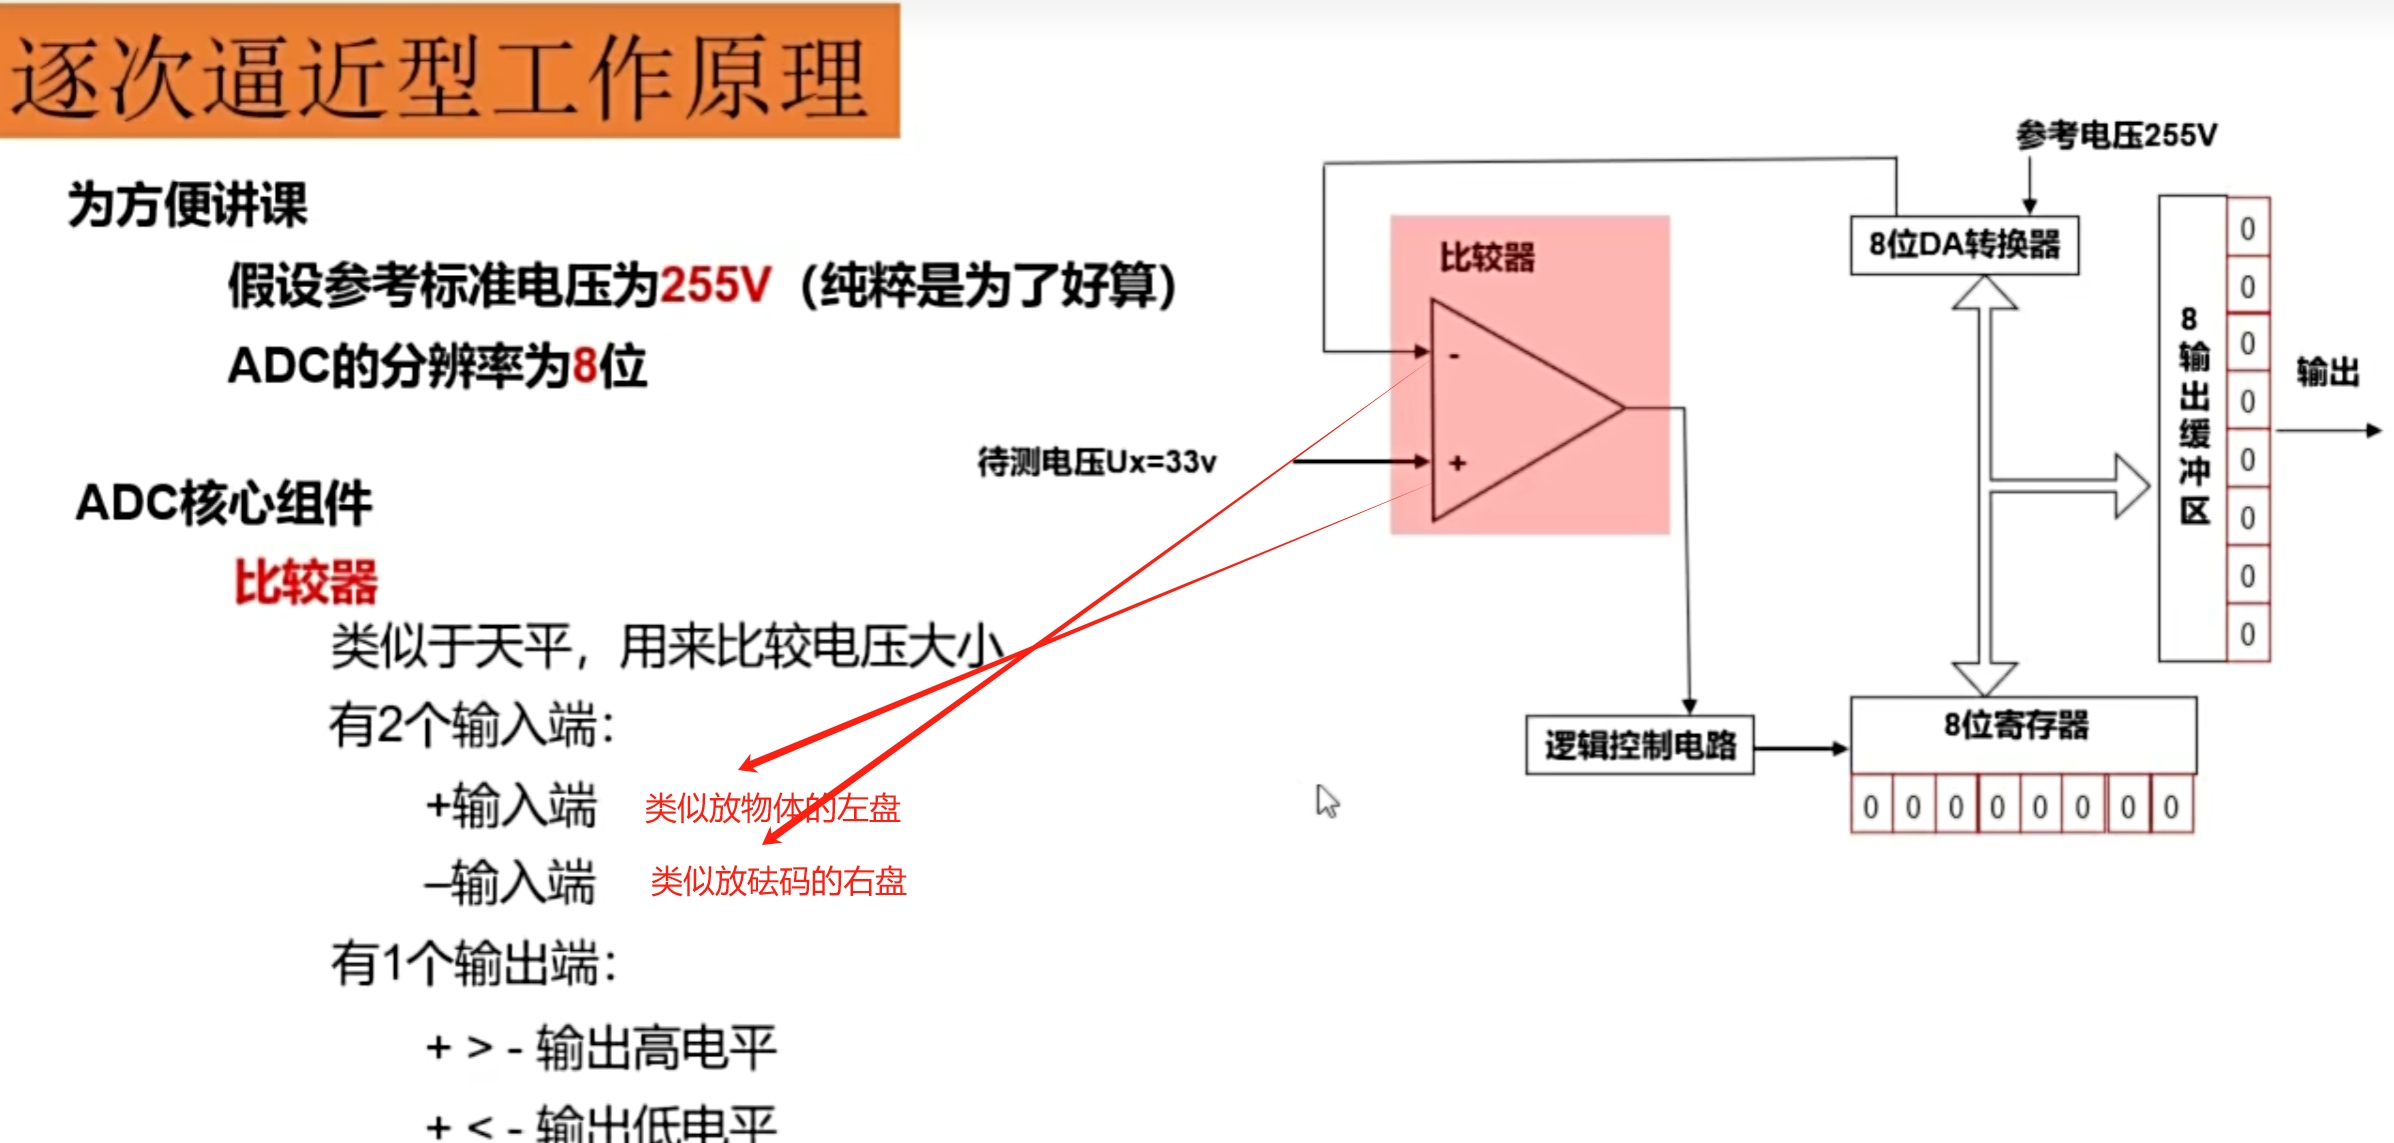 逐次逼近型工作原理
为方便讲课
假设参考标准电压为255V（纯粹是为了好算）
ADC的分辨率为8位
ADC核心组件
比较器
类似于天平，用来比较电压大小
有2个输入端：
+输入端 类似放物体的左盘
–输入端 类似放砝码的右盘
有1个输出端：
+ > - 输出高电平
+ < - 输出低电平
参考电压255V
8位DA转换器
比较器
-
+
待测电压Ux=33v
逻辑控制电路
8位寄存器
0 0 0 0 0 0 0 0
8输出缓冲区
0
0
0
0
0
0
0
0
输出